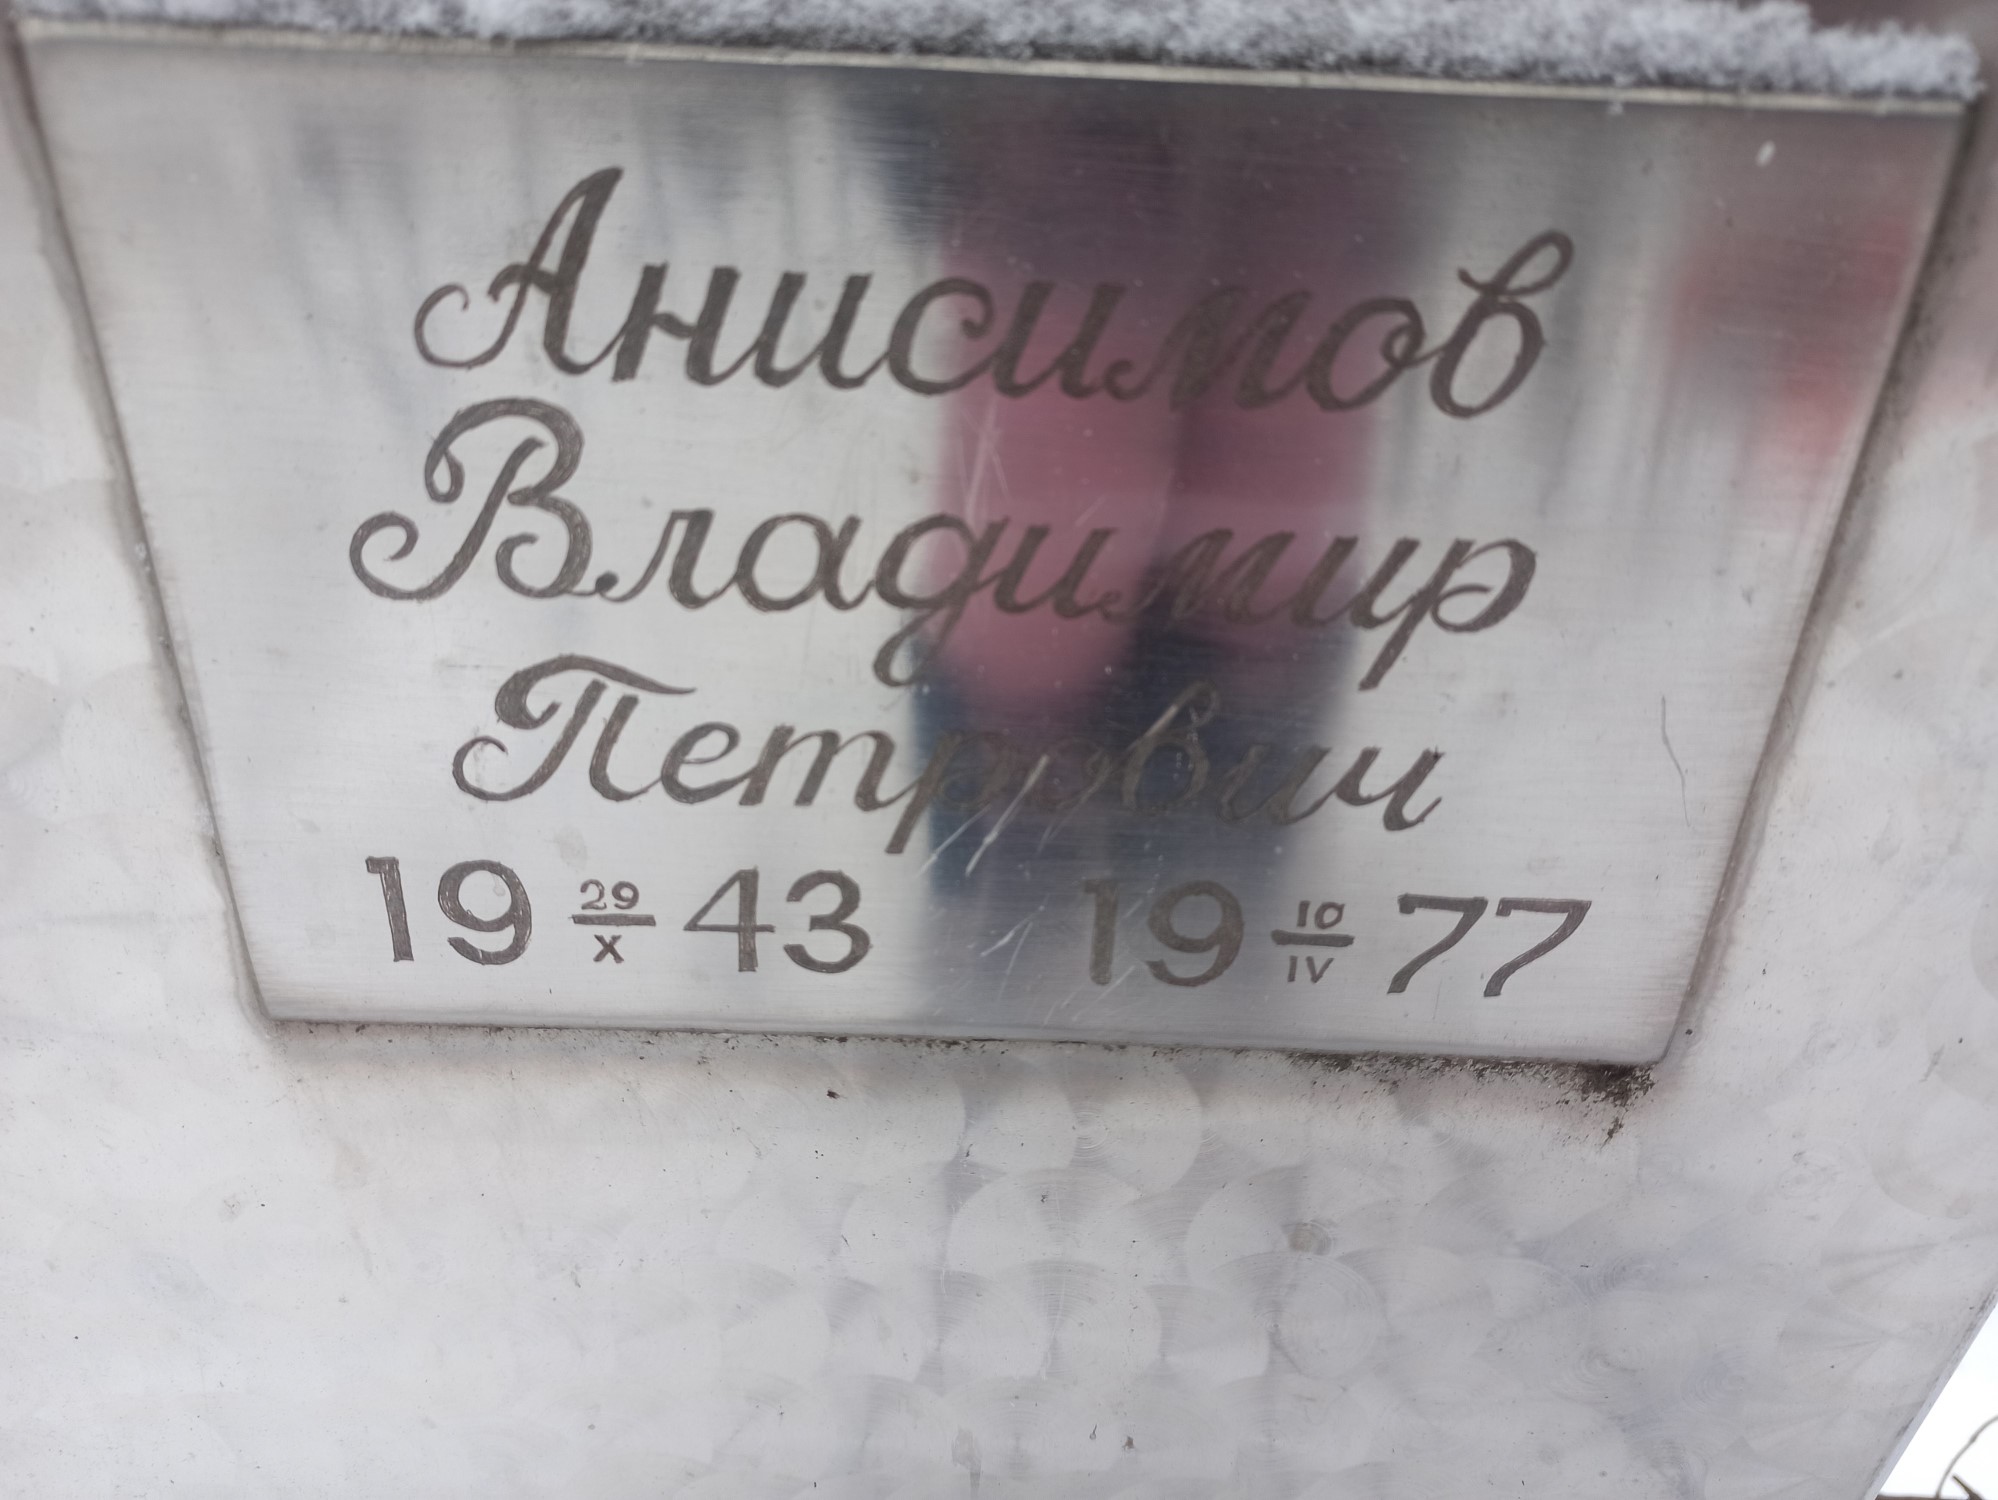 Анисимов
Владимир
Петрович
19 29/X 43 19 10/IV 77